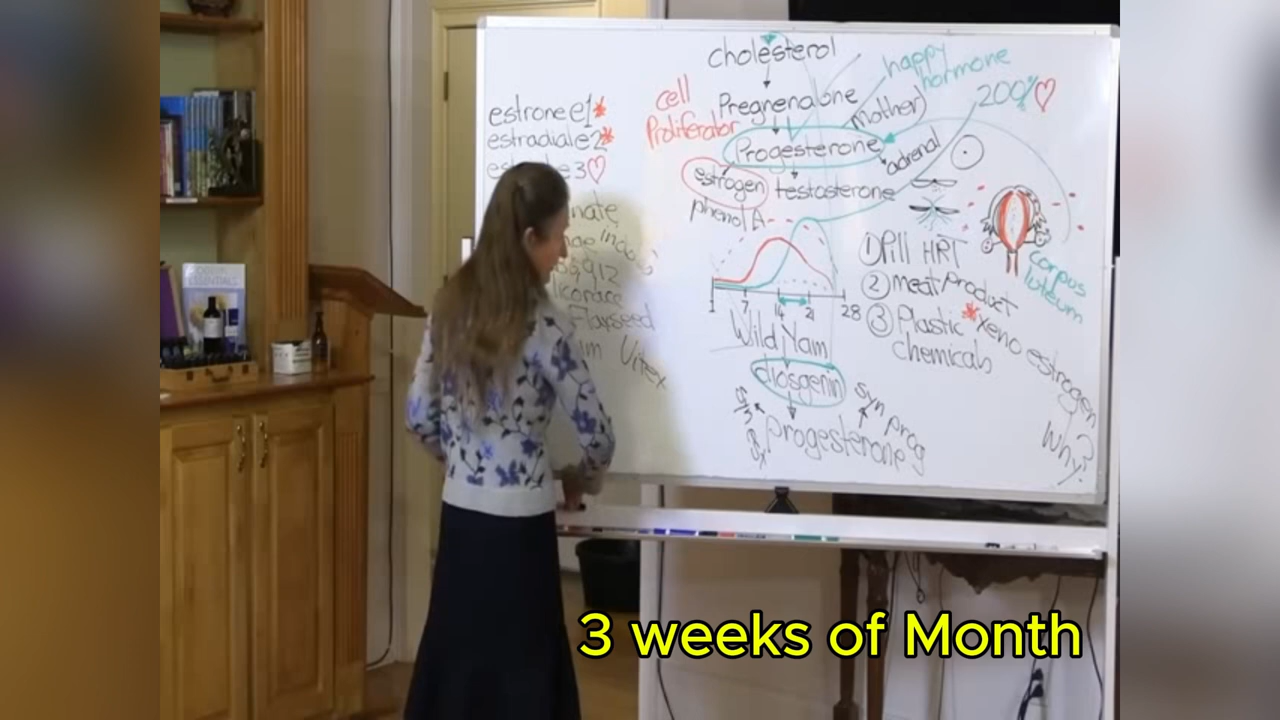 cholesterol
happy
hormone
cell
Proliferator
Pregnenalone
(Mother)
200%
estrone e1*
estradiale2*
e3
Progesterone
adrenal
estrogen
testosterone
phenol A
1 7 14 21 28
① Pill HRT
② meat Product
③ Plastic
chemicals
* Xeno estrogen
Why?
corpus
luteum
Wild Yam
diosgenin
progesterone
syn prog
Flaxseed
Vitex
3 weeks of Month